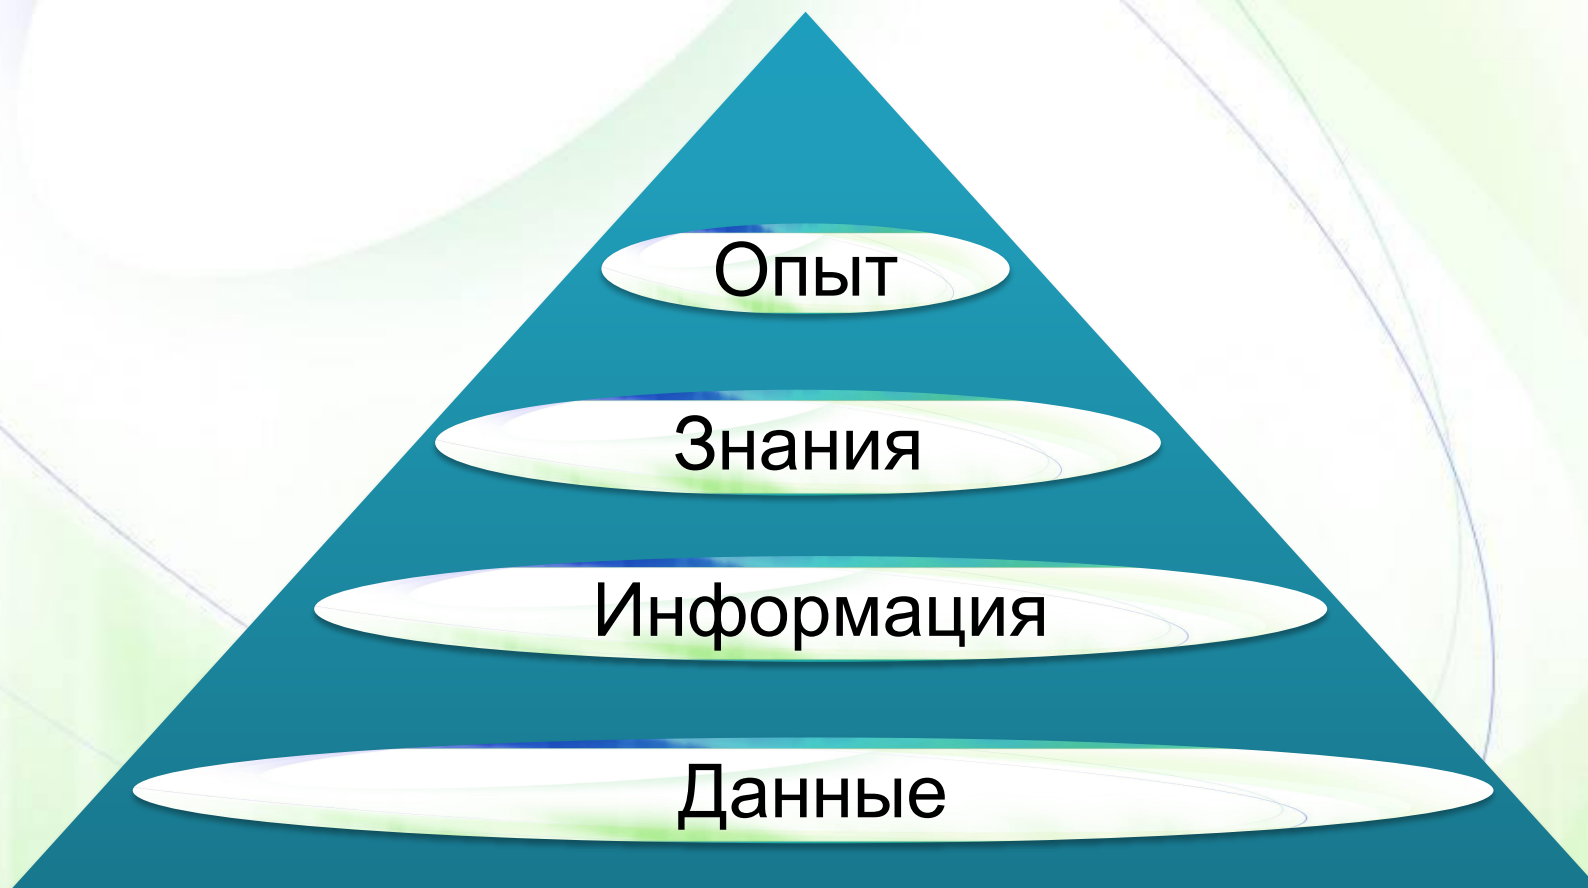 Опыт
Знания
Информация
Данные